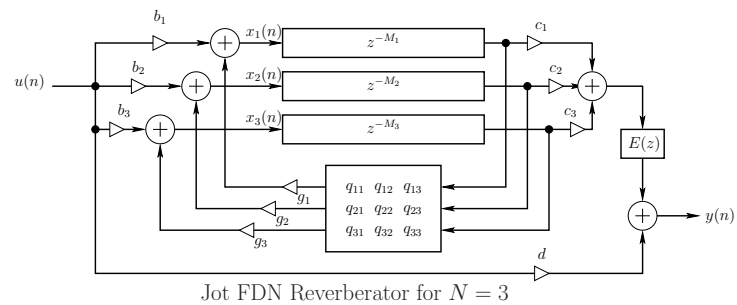 b₁ x₁(n) z^{-M₁} c₁
u(n) b₂ x₂(n) z^{-M₂} c₂
b₃ x₃(n) z^{-M₃} c₃
+ + + +
E(z)
g₁ q₁₁ q₁₂ q₁₃
g₂ q₂₁ q₂₂ q₂₃
g₃ q₃₁ q₃₂ q₃₃
+ y(n)
d
Jot FDN Reverberator for N = 3